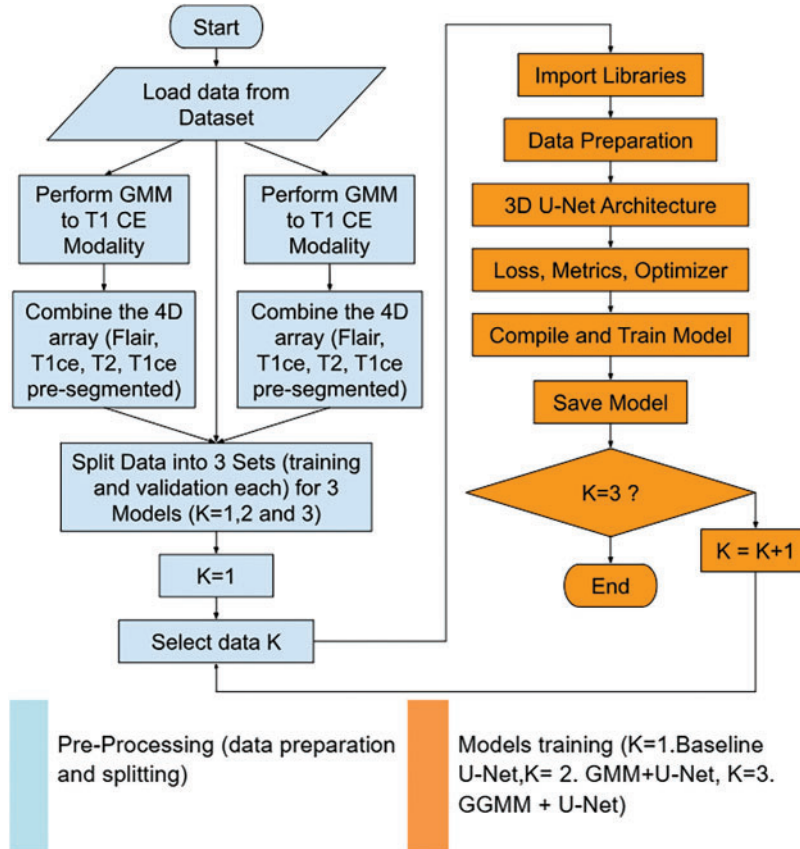 Start
Load data from
Dataset
Perform GMM
to T1 CE
Modality
Perform GMM
to T1 CE
Modality
Combine the 4D
array (Flair,
T1ce, T2, T1ce
pre-segmented)
Combine the 4D
array (Flair,
T1ce, T2, T1ce
pre-segmented)
Split Data into 3 Sets (training
and validation each) for 3
Models (K=1,2 and 3)
K=1
Select data K
Import Libraries
Data Preparation
3D U-Net Architecture
Loss, Metrics, Optimizer
Compile and Train Model
Save Model
K=3 ?
K = K+1
End
Pre-Processing (data preparation
and splitting)
Models training (K=1.Baseline
U-Net,K= 2. GMM+U-Net, K=3.
GGMM + U-Net)